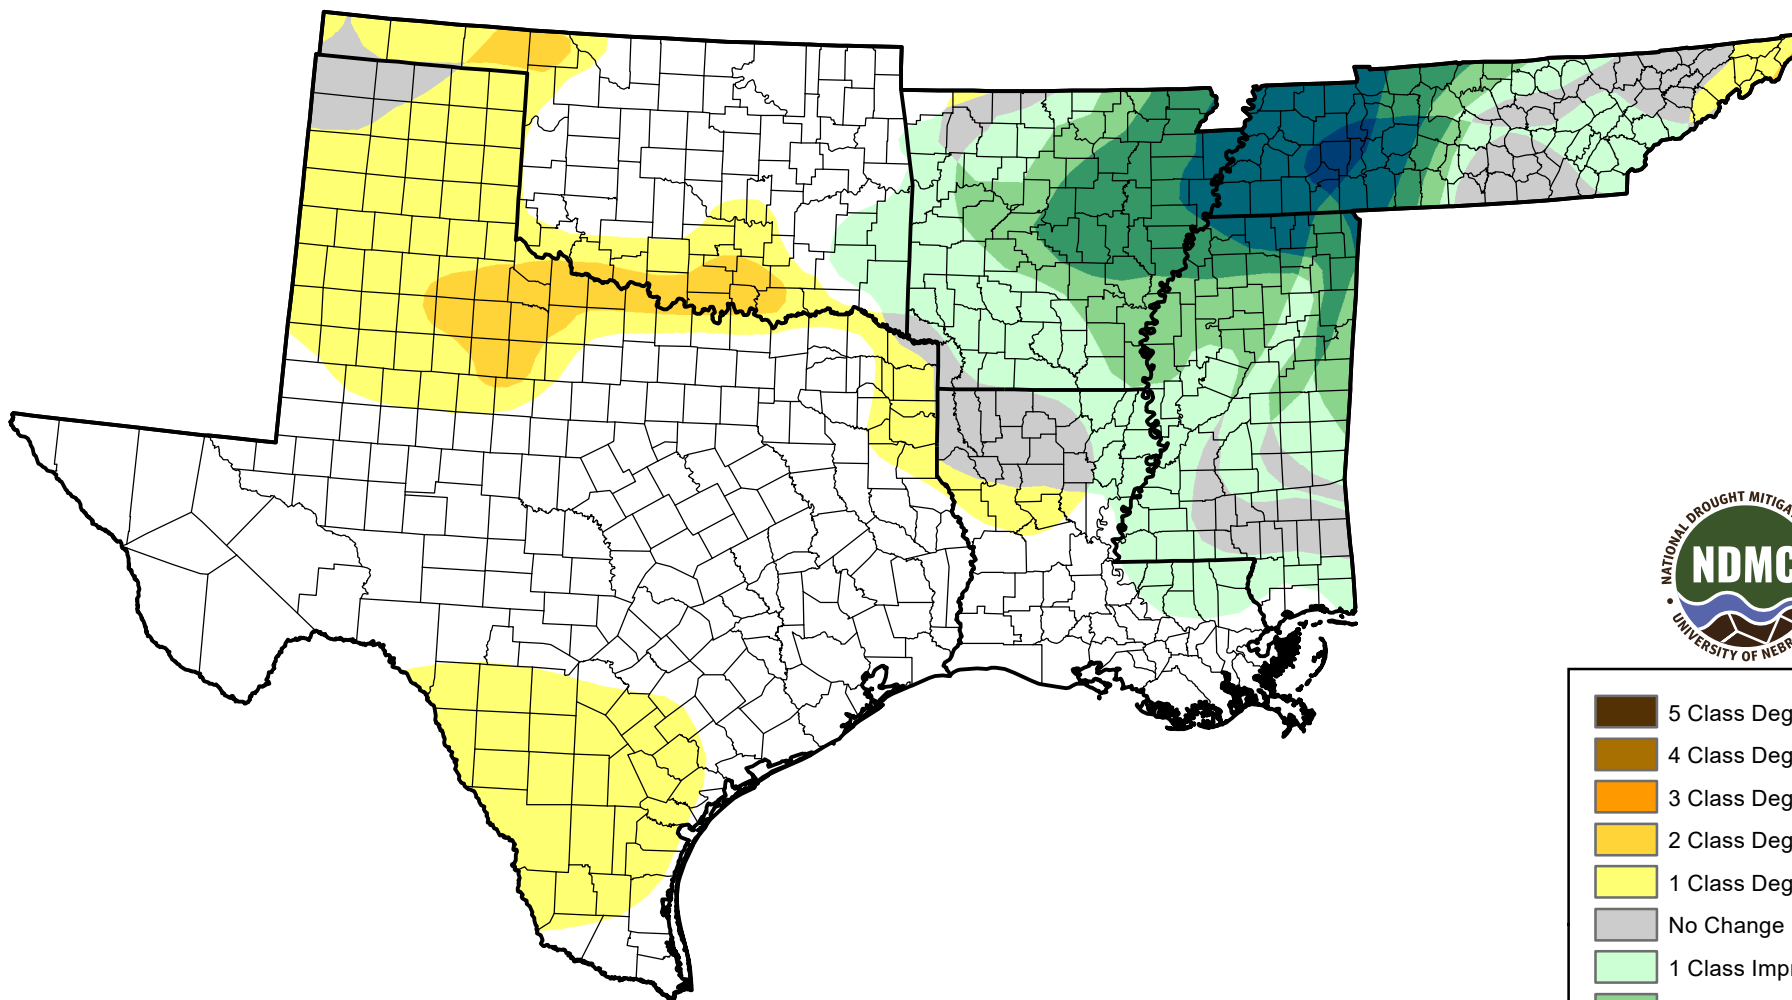 NATIONAL DROUGHT MITIGA
NDMC
UNIVERSITY OF NEBR
5 Class Deg
4 Class Deg
3 Class Deg
2 Class Deg
1 Class Deg
No Change
1 Class Impr